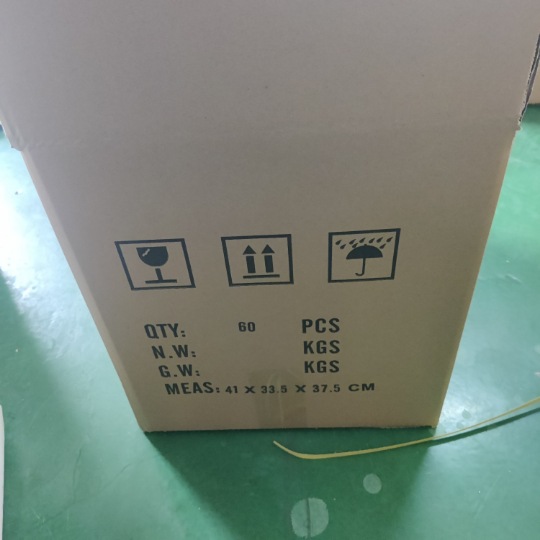 QTY: 60 PCS
N.W: KGS
G.W: KGS
MEAS: 41 X 33.5 X 37.5 CM